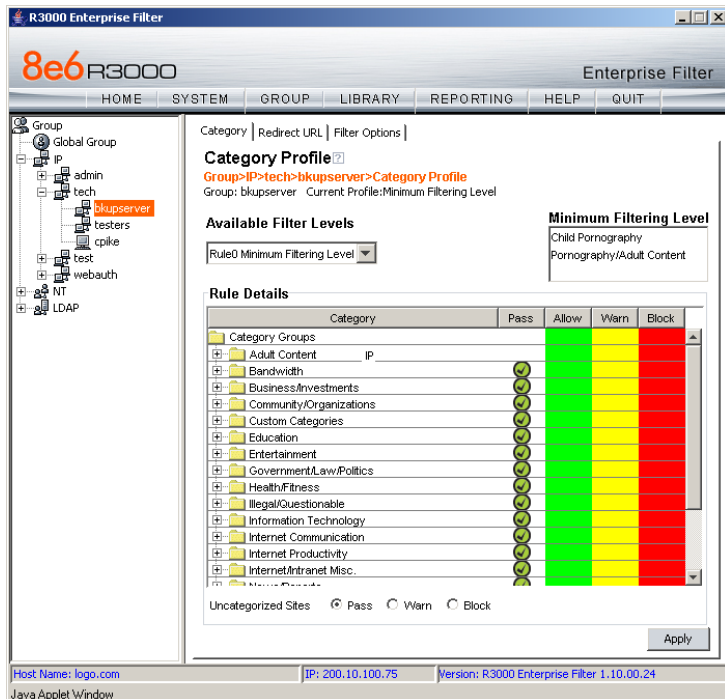 R3000 Enterprise Filter
8e6 R3000
Enterprise Filter
HOME SYSTEM GROUP LIBRARY REPORTING HELP QUIT
Group
Global Group
IP
admin
tech
bkupserver
testers
cpike
test
webauth
NT
LDAP
Category Redirect URL Filter Options
Category Profile ?
Group>IP>tech>bkupserver>Category Profile
Group: bkupserver Current Profile:Minimum Filtering Level
Available Filter Levels
Rule0 Minimum Filtering Level
Minimum Filtering Level
Child Pornography
Pornography/Adult Content
Rule Details
Category Pass Allow Warn Block
Category Groups
Adult Content IP
Bandwidth
Business/Investments
Community/Organizations
Custom Categories
Education
Entertainment
Government/Law/Politics
Health/Fitness
Illegal/Questionable
Information Technology
Internet Communication
Internet Productivity
Internet/Intranet Misc.
News/Reports
Uncategorized Sites Pass Warn Block
Apply
Host Name: logo.com IP: 200.10.100.75 Version: R3000 Enterprise Filter 1.10.00.24
Java Applet Window